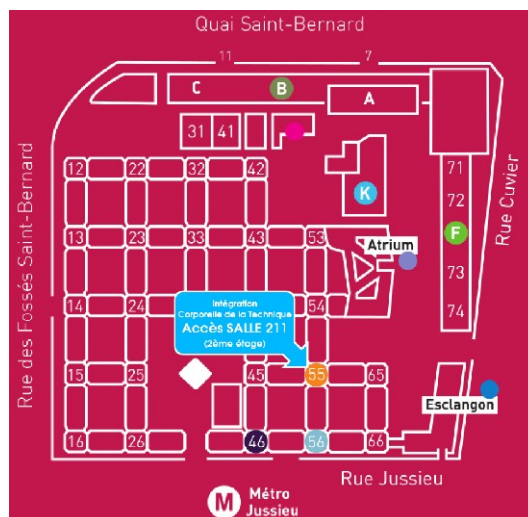 Quai Saint-Bernard
11 7
C B A
31 41
71
12 22 32 42
72
K
Rue des Fossés Saint-Bernard
Rue Cuvier
F
13 23 33 43 53
Atrium
73
Intégration
Corporelle de la Technique
Accès SALLE 211
(2ème étage)
14 24 54
74
15 25 45 55 65
Esclangon
16 26 46 56 66
Rue Jussieu
M Métro
Jussieu